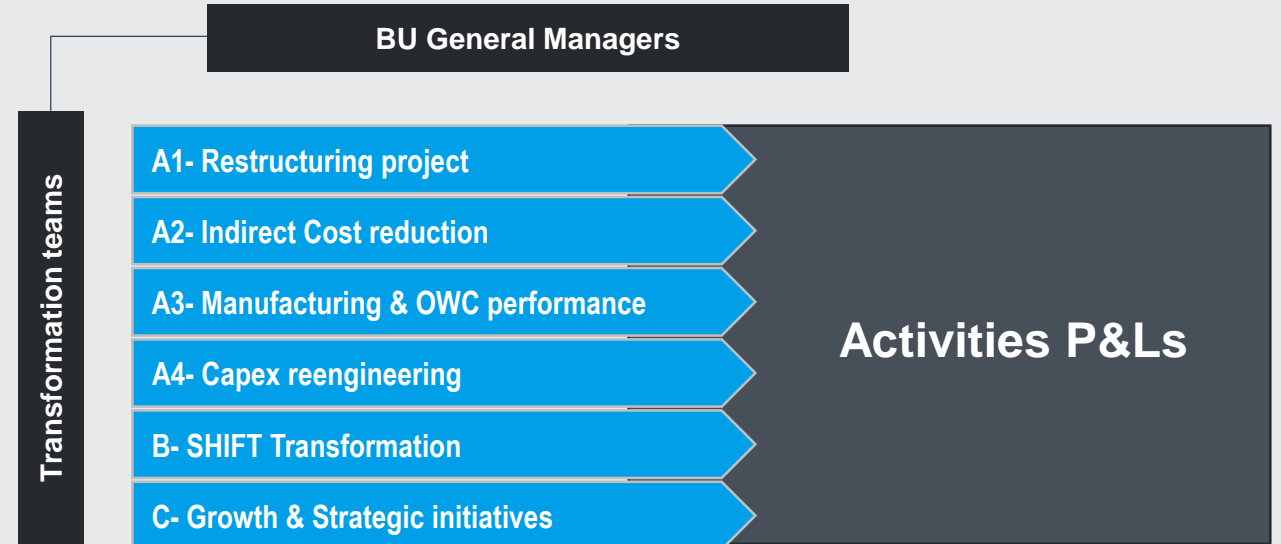 BU General Managers
Transformation teams
A1- Restructuring project
A2- Indirect Cost reduction
A3- Manufacturing & OWC performance
A4- Capex reengineering
B- SHIFT Transformation
C- Growth & Strategic initiatives
Activities P&Ls